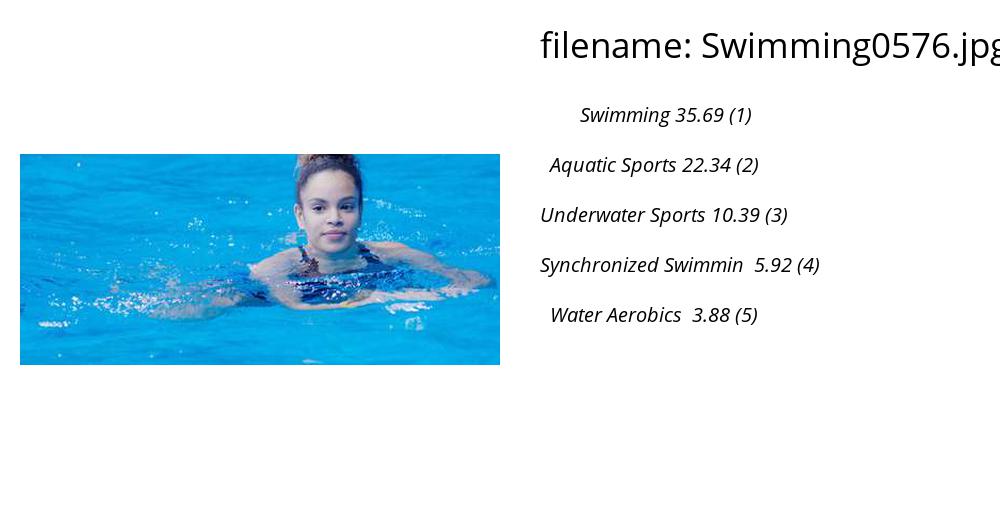 filename: Swimming0576.jpg
Swimming 35.69 (1)
Aquatic Sports 22.34 (2)
Underwater Sports 10.39 (3)
Synchronized Swimmin 5.92 (4)
Water Aerobics 3.88 (5)